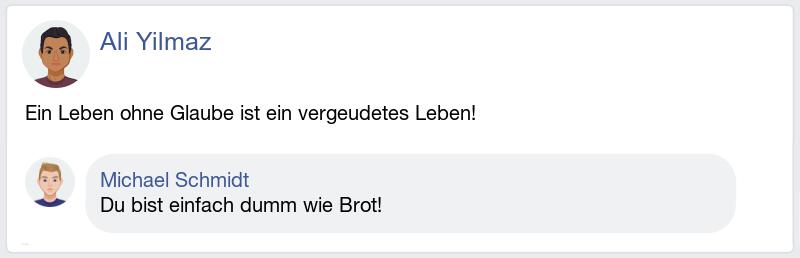 Ali Yilmaz
Ein Leben ohne Glaube ist ein vergeudetes Leben!
Michael Schmidt
Du bist einfach dumm wie Brot!